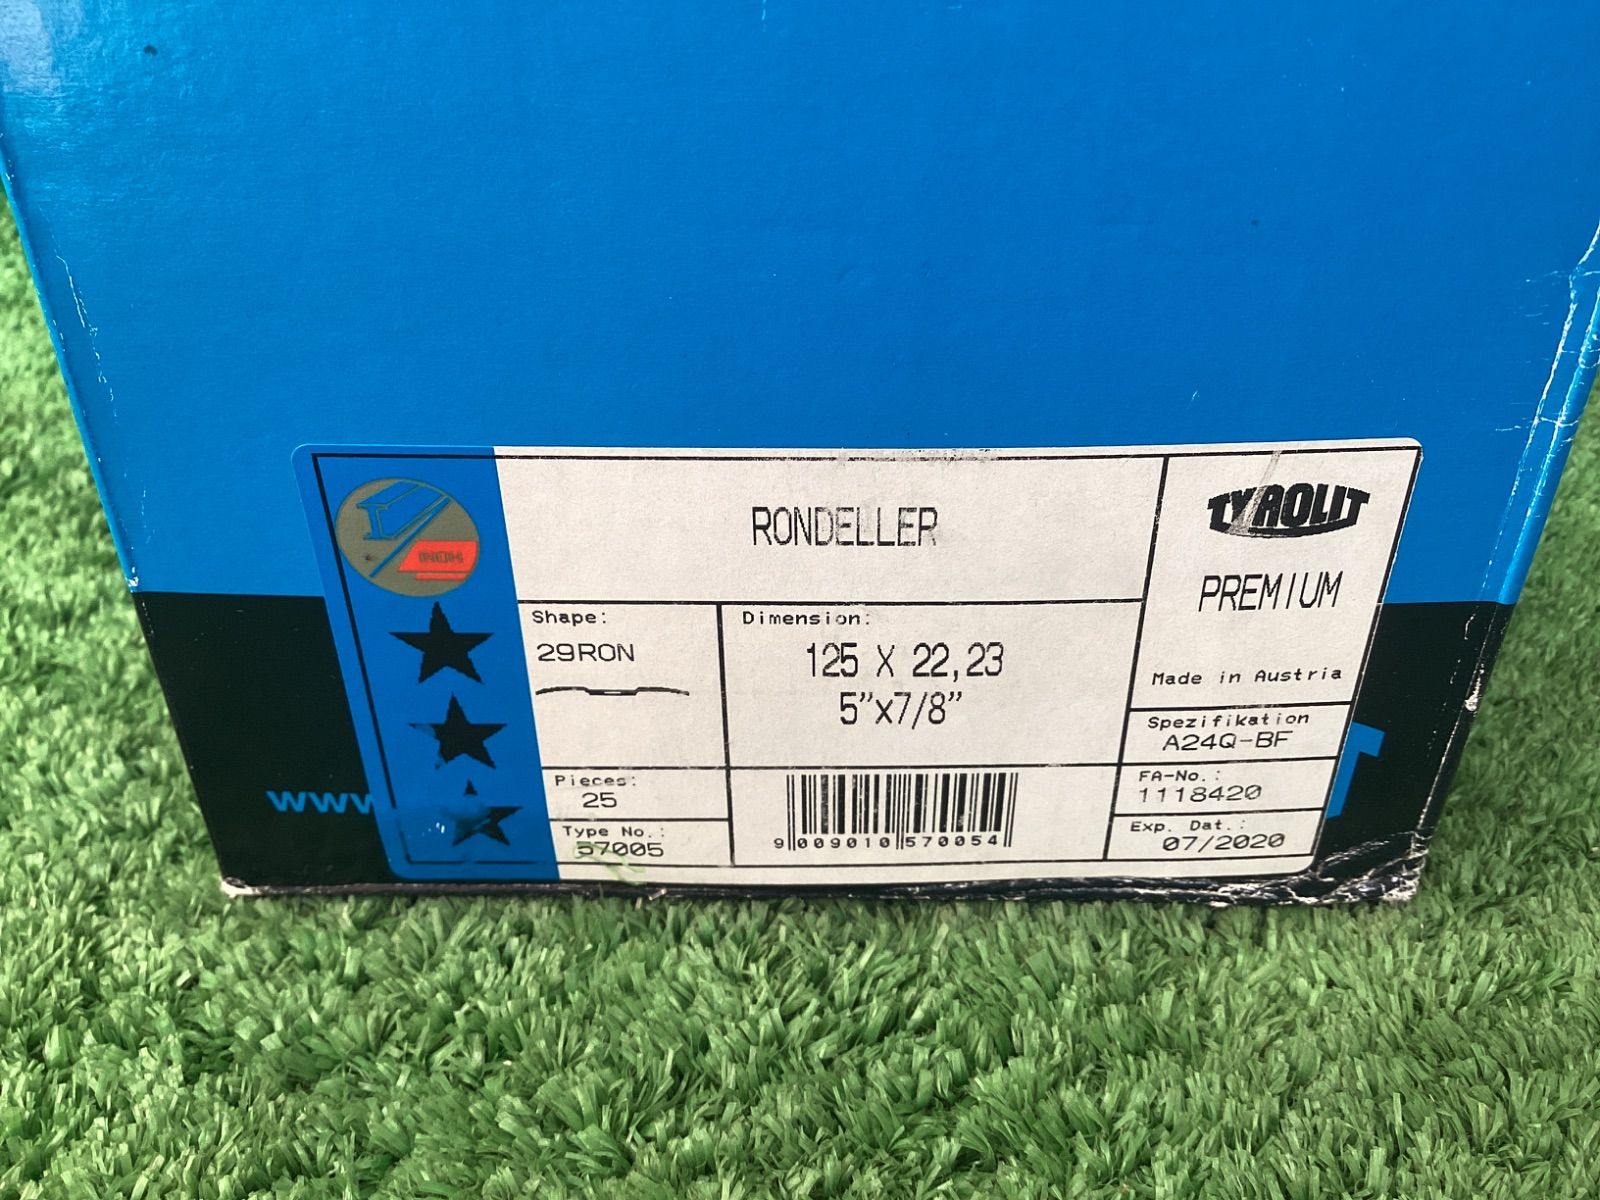 INOX
RONDELLER
TYROLIT
PREMIUM
Made in Austria
Shape:
29RON
Dimension:
125 X 22,23
5”x7/8”
Spezifikation
A24Q-BF
Pieces:
25
FA-No.:
1118420
Type No.:
57005
9 009010 570054
Exp. Dat.:
07/2020
www
T